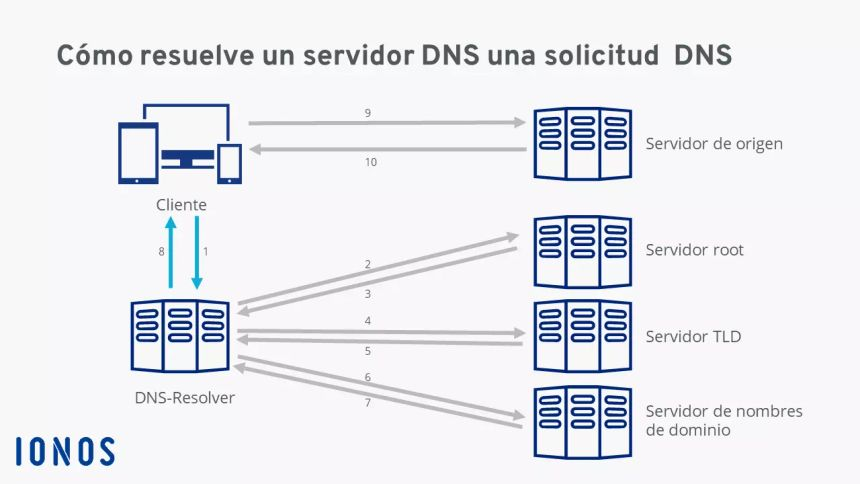 Cómo resuelve un servidor DNS una solicitud DNS
9
10
Servidor de origen
Cliente
8
1
2
3
Servidor root
4
5
Servidor TLD
6
7
DNS-Resolver
Servidor de nombres
de dominio
IONOS